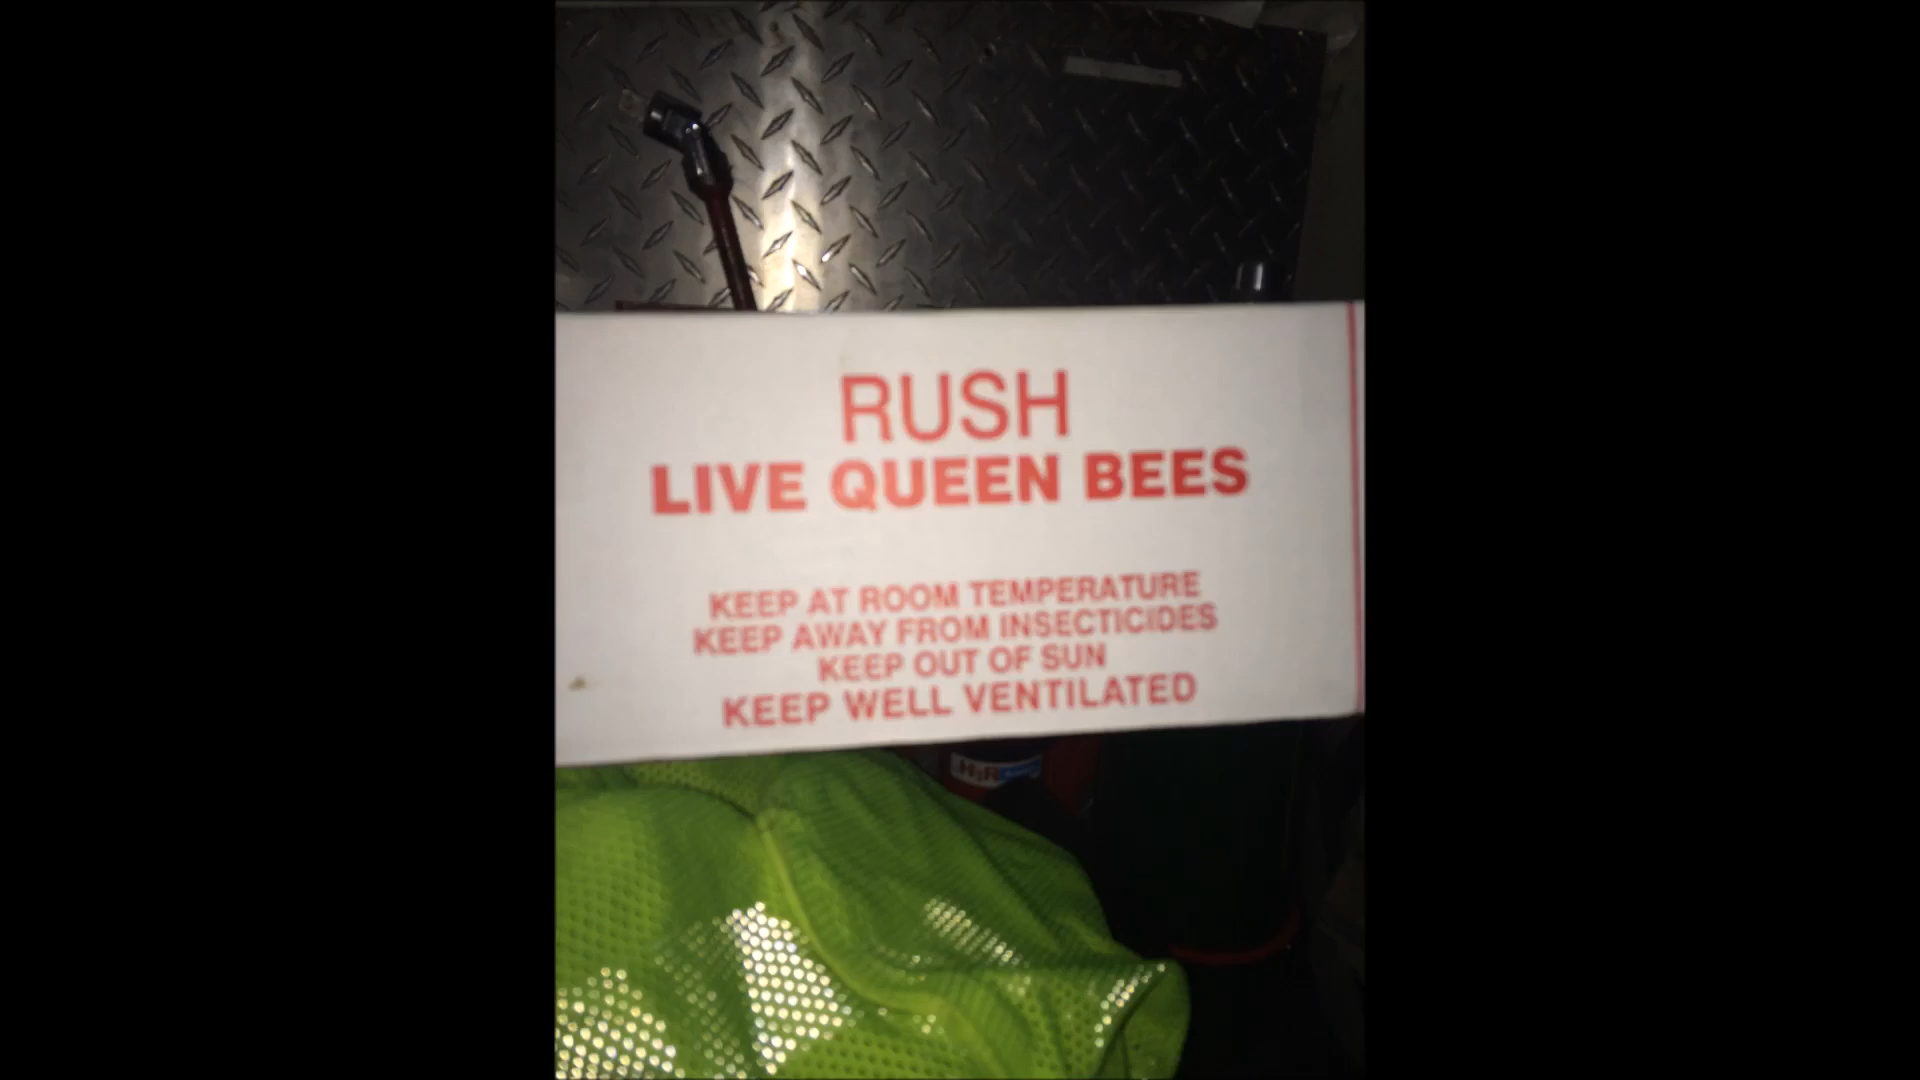 RUSH
LIVE QUEEN BEES
KEEP AT ROOM TEMPERATURE
KEEP AWAY FROM INSECTICIDES
KEEP OUT OF SUN
KEEP WELL VENTILATED